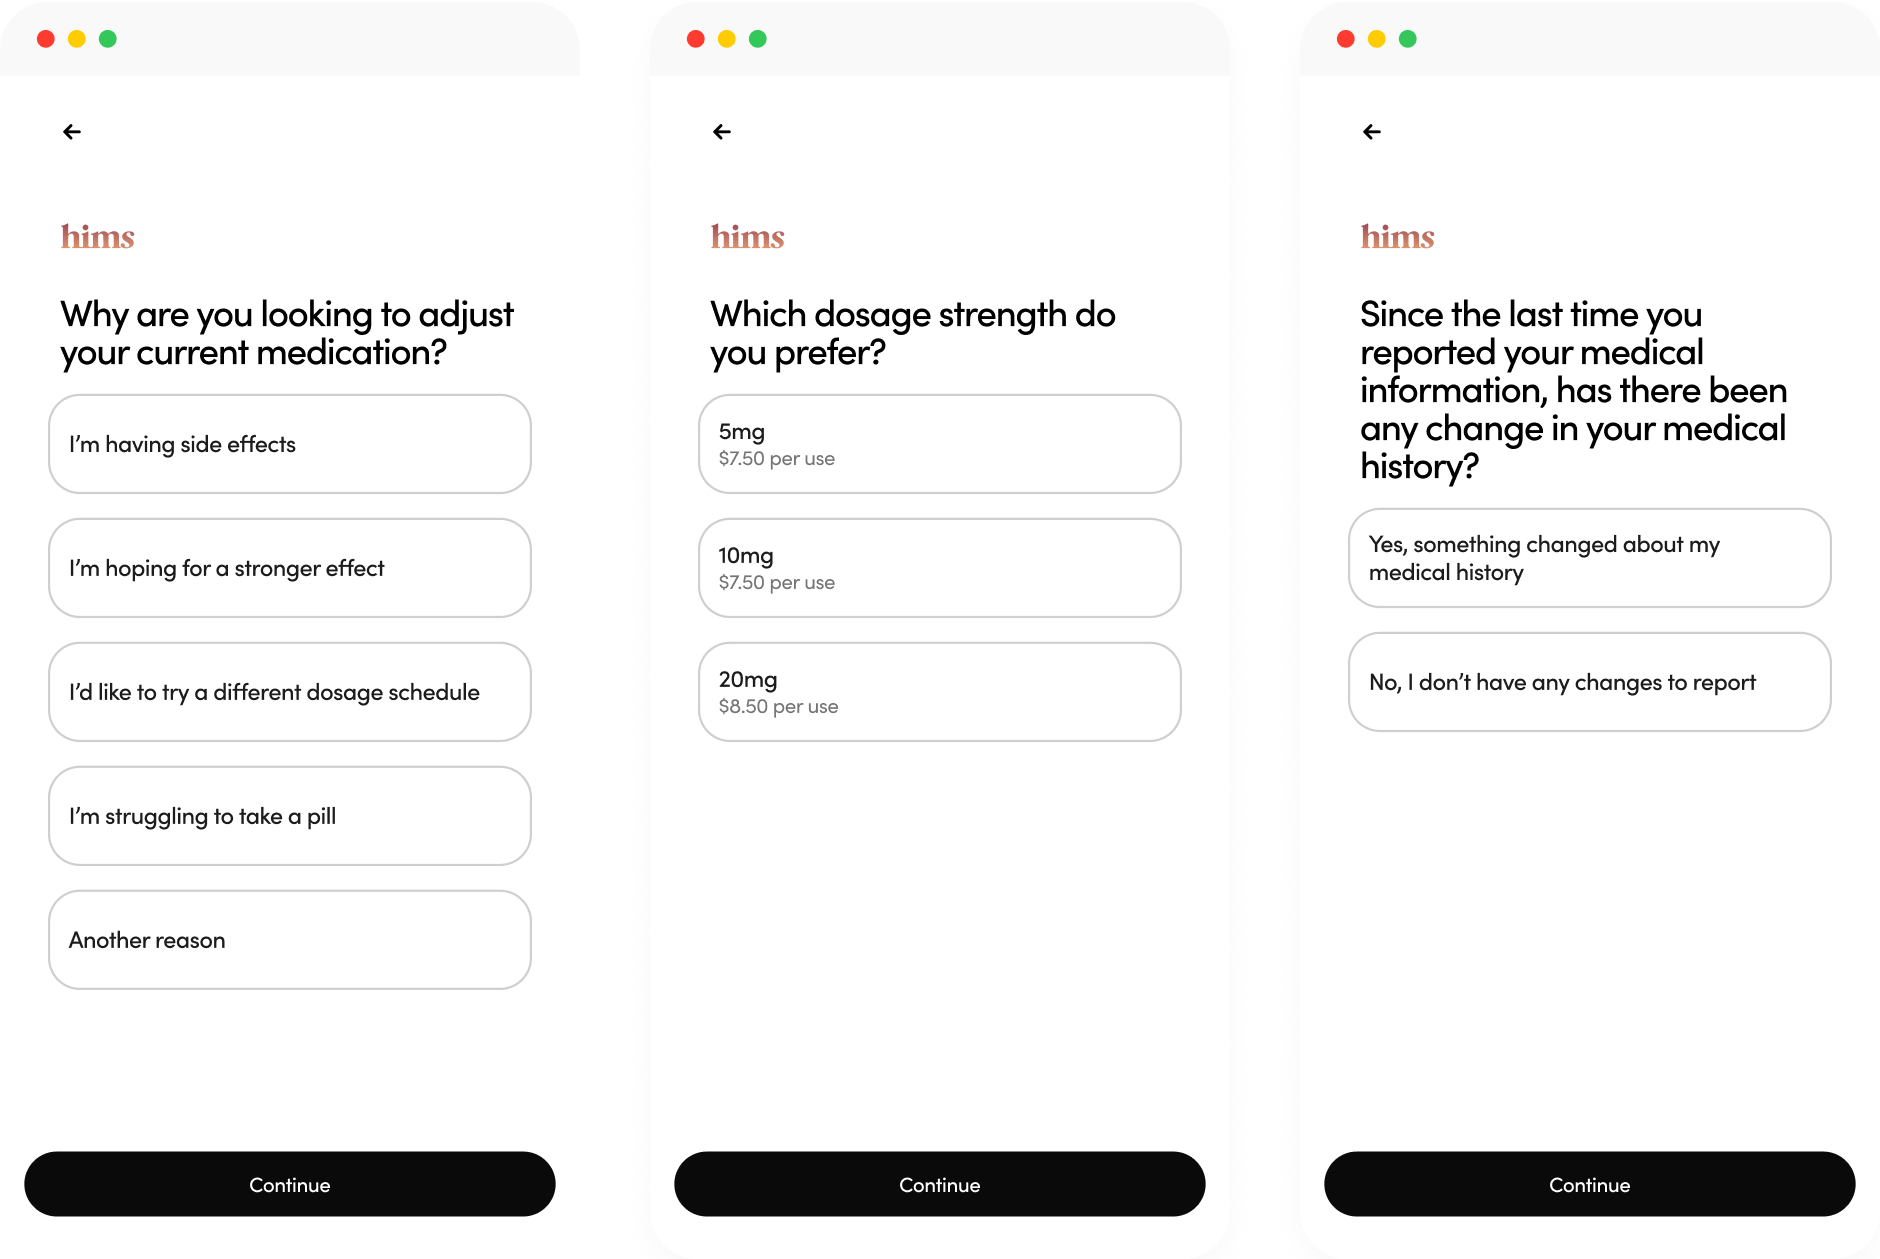 hims
Why are you looking to adjust
your current medication?
I’m having side effects
I’m hoping for a stronger effect
I’d like to try a different dosage schedule
I’m struggling to take a pill
Another reason
Continue
hims
Which dosage strength do
you prefer?
5mg
$7.50 per use
10mg
$7.50 per use
20mg
$8.50 per use
Continue
hims
Since the last time you
reported your medical
information, has there been
any change in your medical
history?
Yes, something changed about my
medical history
No, I don’t have any changes to report
Continue